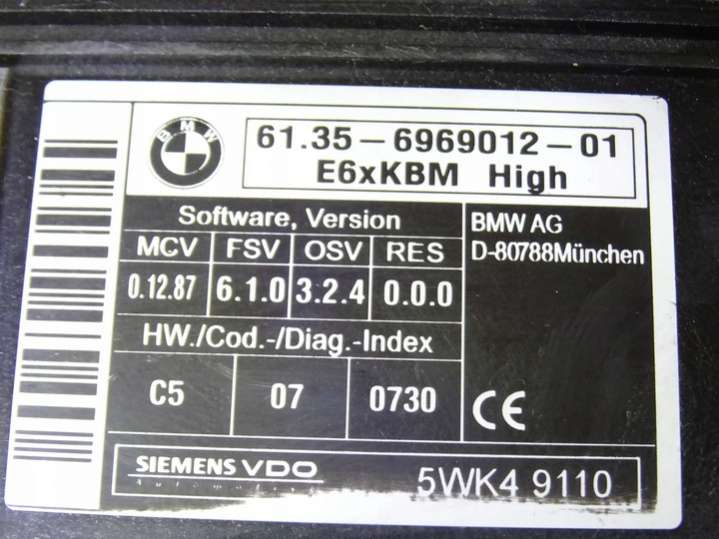 BMW
61.35-6969012-01
E6xKBM High
Software, Version
MCV FSV OSV RES
0.12.87 6.1.0 3.2.4 0.0.0
HW./Cod.-/Diag.-Index
C5 07 0730
BMW AG
D-80788München
CE
SIEMENS VDO
Automotive
5WK4 9110